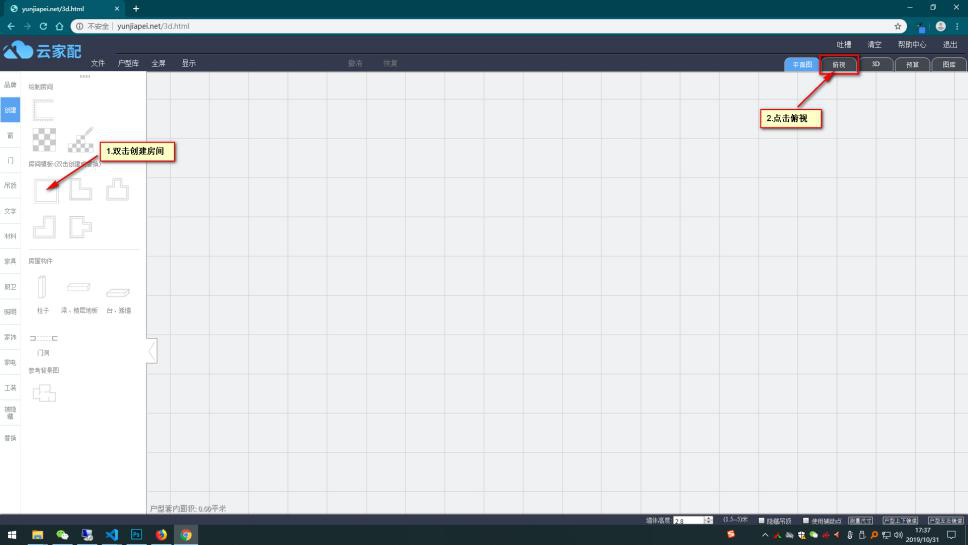 yunjiapei.net/3d.html
不安全 | yunjiapei.net/3d.html
云家配
吐槽 清空 帮助中心 退出
文件 户型库 全屏 显示 撤消 恢复
平面图 俯视 3D 预算 图库
品牌
创建
窗
门
吊顶
文字
材料
家具
厨卫
照明
家饰
家电
工装
替换
绘制房间
房间模板(双击创建或替换)
1.双击创建房间
2.点击俯视
房屋构件
柱子 梁、楼层地板 台、矮墙
门洞
参考背景图
户型套内面积: 0.00平米
墙体高度: 2.8 (1.5~5)米 隐藏吊顶 使用辅助点 测量尺寸 户型上下镜像 户型左右镜像
17:37
2019/10/31